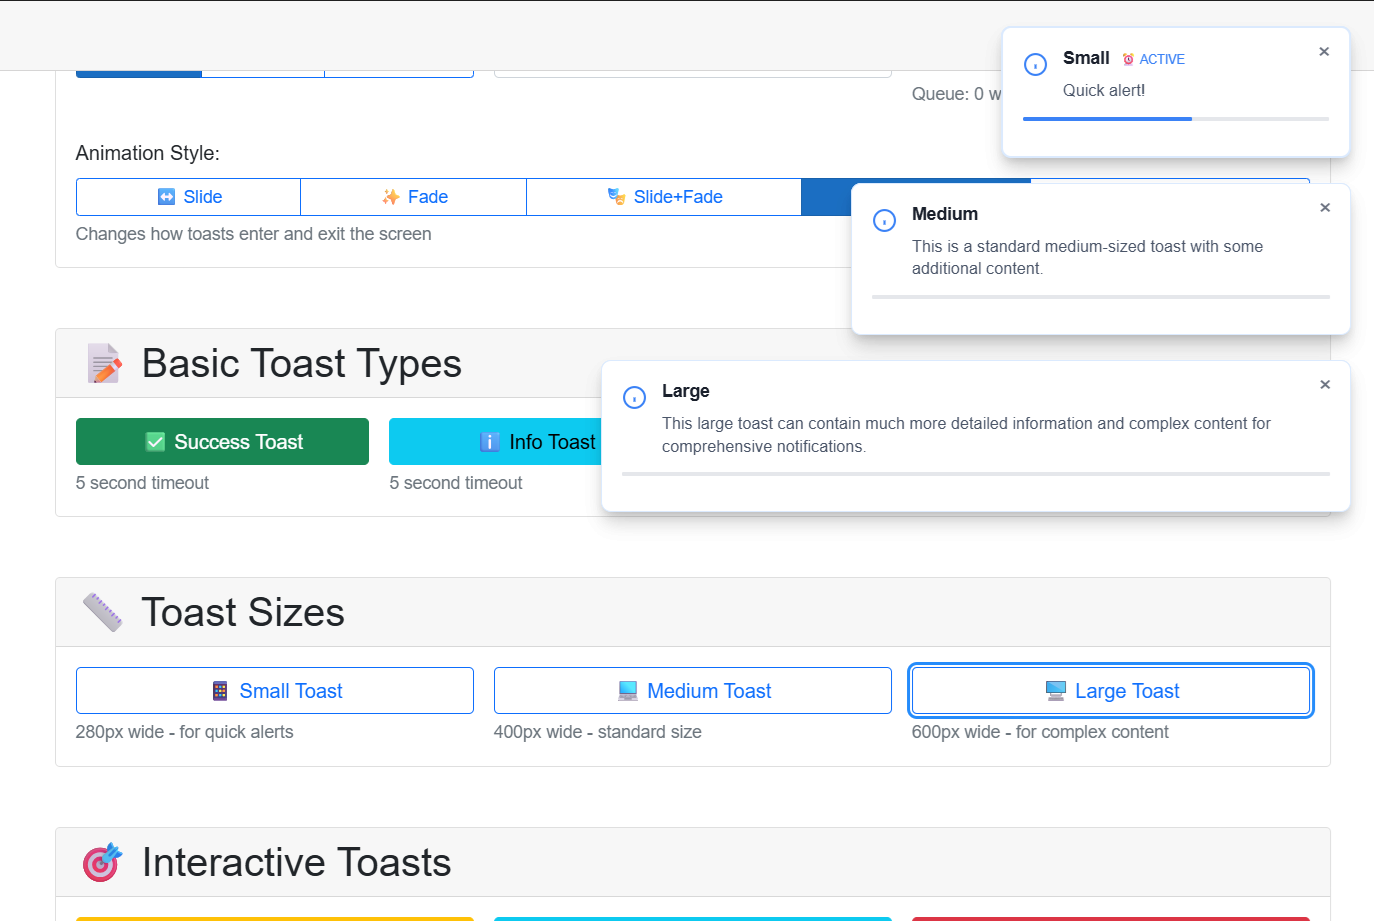 Small ACTIVE
Quick alert!
Queue: 0 w
Animation Style:
Slide
Fade
Slide+Fade
Changes how toasts enter and exit the screen
Medium
This is a standard medium-sized toast with some
additional content.
Basic Toast Types
Large
This large toast can contain much more detailed information and complex content for
comprehensive notifications.
Success Toast
Info Toast
5 second timeout
5 second timeout
Toast Sizes
Small Toast
Medium Toast
Large Toast
280px wide - for quick alerts
400px wide - standard size
600px wide - for complex content
Interactive Toasts